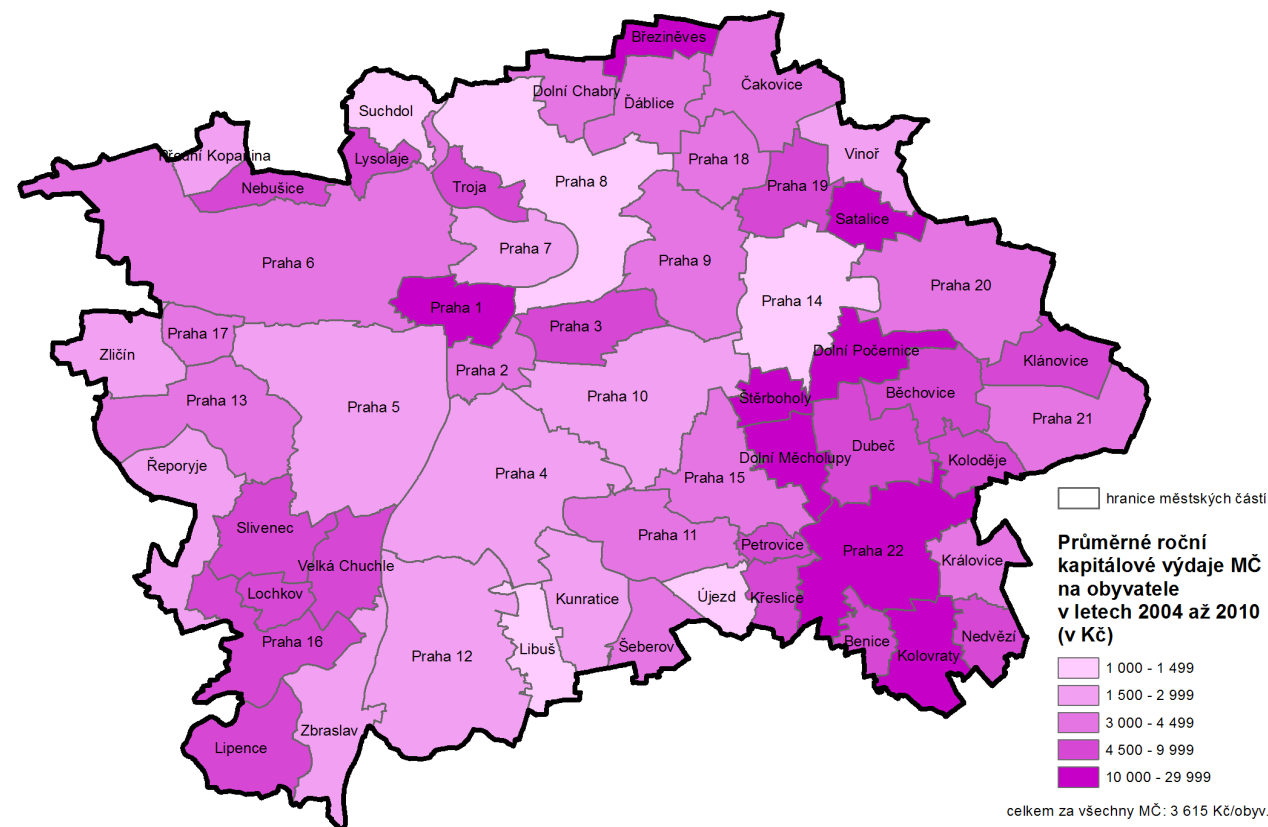 Březiněves
Dolní Chabry
Ďáblice
Čakovice
Suchdol
Přední Kopanina
Lysolaje
Nebušice
Troja
Praha 8
Praha 18
Vinoř
Praha 19
Satalice
Praha 7
Praha 6
Praha 9
Praha 20
Praha 1
Praha 14
Praha 3
Praha 17
Zličín
Dolní Počernice
Klánovice
Praha 2
Praha 13
Praha 5
Praha 10
Štěrboholy
Běchovice
Praha 21
Řeporyje
Praha 4
Dubeč
Dolní Měcholupy
Koloděje
Praha 15
Slivenec
Praha 11
Petrovice
Praha 22
Královice
Velká Chuchle
Lochkov
Kunratice
Újezd
Křeslice
Praha 16
Praha 12
Libuš
Šeberov
Benice
Kolovraty
Nedvězí
Zbraslav
Lipence
hranice městských částí
Průměrné roční
kapitálové výdaje MČ
na obyvatele
v letech 2004 až 2010
(v Kč)
1 000 - 1 499
1 500 - 2 999
3 000 - 4 499
4 500 - 9 999
10 000 - 29 999
celkem za všechny MČ: 3 615 Kč/obyv.